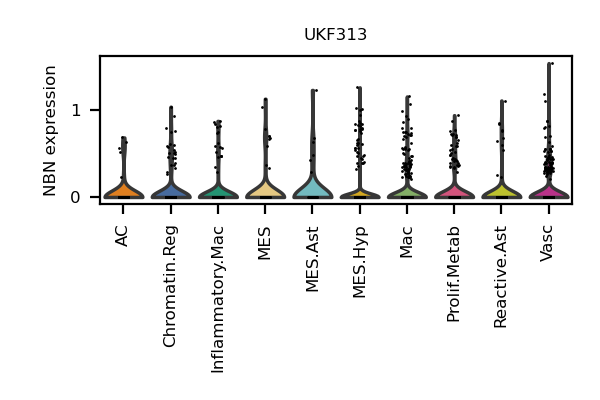 UKF313
NBN expression
1
0
AC
Chromatin.Reg
Inflammatory.Mac
MES
MES.Ast
MES.Hyp
Mac
Prolif.Metab
Reactive.Ast
Vasc